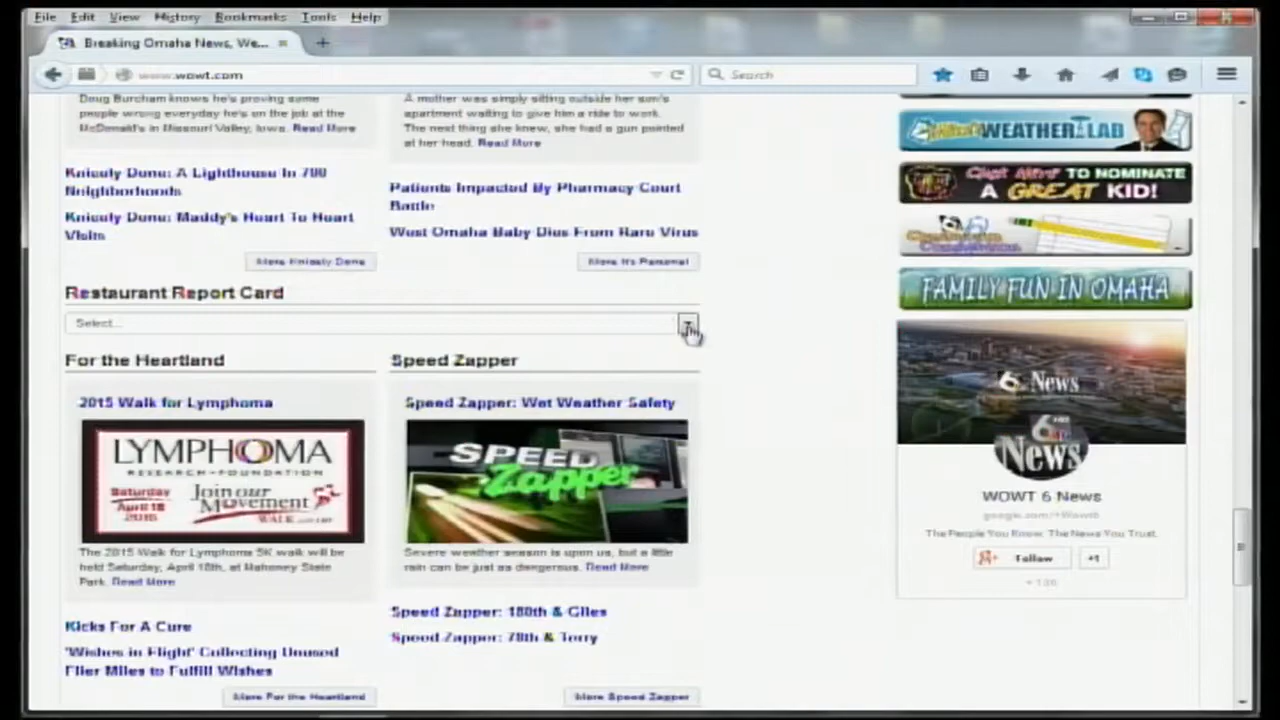 File Edit View History Bookmarks Tools Help
Breaking Omaha News, We...
www.wowt.com
Search
Doug Burcham knows he's proving some
people wrong everyday he's on the job at the
McDonald's in Missouri Valley, Iowa. Read More
A mother was simply sitting outside her son's
apartment waiting to give him a ride to work.
The next thing she knew, she had a gun pointed
at her head. Read More
Knicely Done: A Lighthouse In 700
Neighborhoods
Knicely Done: Maddy's Heart To Heart
Visits
More Knicely Done
Patients Impacted By Pharmacy Court
Battle
West Omaha Baby Dies From Rare Virus
More It's Personal
Restaurant Report Card
Select...
For the Heartland
2015 Walk for Lymphoma
LYMPHOMA
RESEARCH • FOUNDATION
Saturday
April 18
2015
Join our
Movement
WALK
The 2015 Walk for Lymphoma 5K walk will be
held Saturday, April 18th, at Mahoney State
Park. Read More
Kicks For A Cure
'Wishes in Flight' Collecting Unused
Flier Miles to Fulfill Wishes
More For the Heartland
Speed Zapper
Speed Zapper: Wet Weather Safety
SPEED
Zapper
Severe weather season is upon us, but a little
rain can be just as dangerous. Read More
Speed Zapper: 180th & Giles
Speed Zapper: 78th & Terry
More Speed Zapper
WEATHER LAB
Click Here TO NOMINATE
A GREAT KID!
FAMILY FUN IN OMAHA
6 News
6
News
WOWT 6 News
google.com/+Wowt6
The People You Know. The News You Trust.
Follow
+1